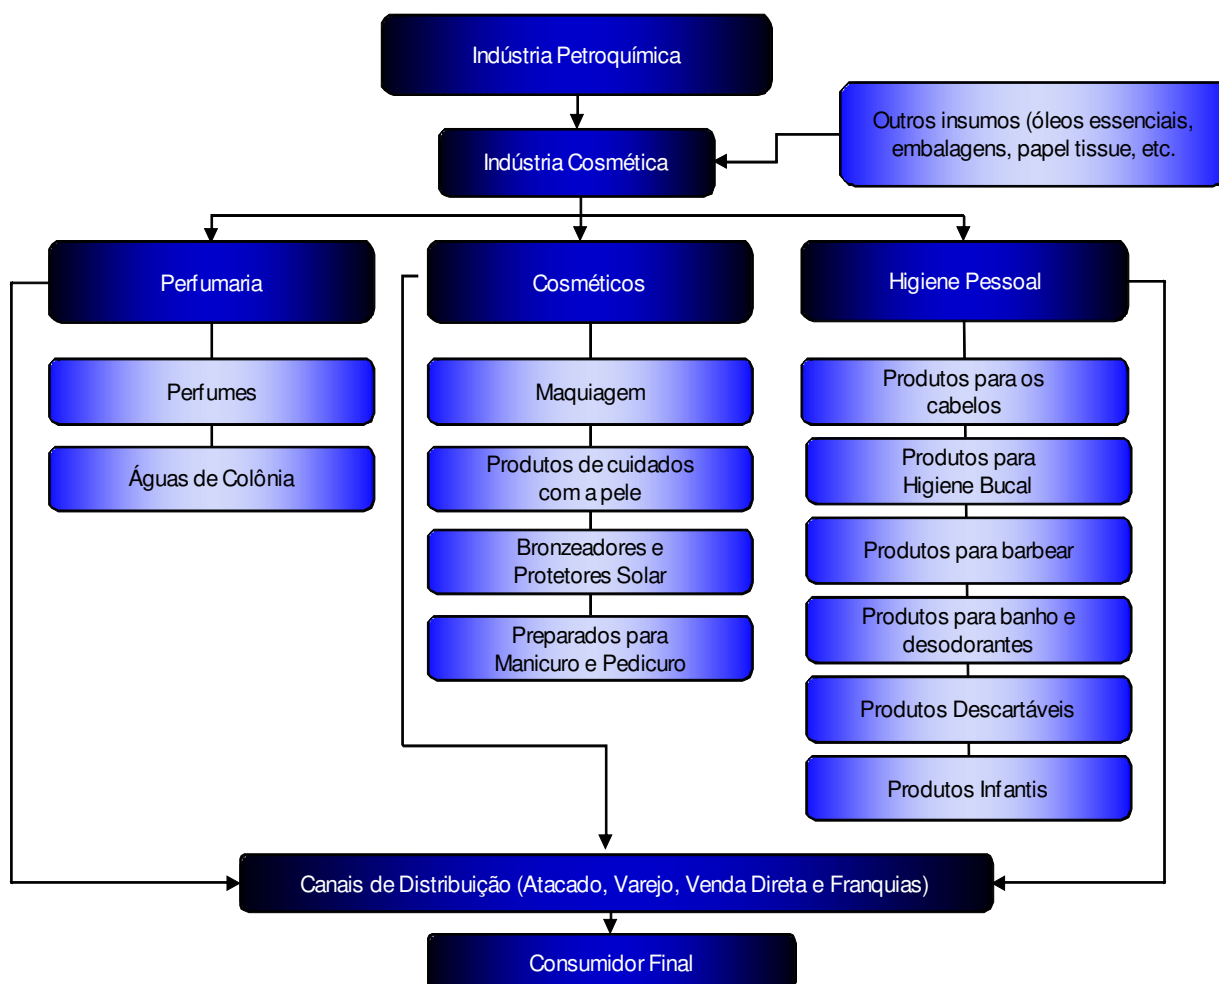 Indústria Petroquímica
Outros insumos (óleos essenciais,
embalagens, papel tissue, etc.
Indústria Cosmética
Perfumaria
Cosméticos
Higiene Pessoal
Perfumes
Águas de Colônia
Maquiagem
Produtos de cuidados
com a pele
Bronzeadores e
Protetores Solar
Preparados para
Manicuro e Pedicuro
Produtos para os
cabelos
Produtos para
Higiene Bucal
Produtos para barbear
Produtos para banho e
desodorantes
Produtos Descartáveis
Produtos Infantis
Canais de Distribuição (Atacado, Varejo, Venda Direta e Franquias)
Consumidor Final